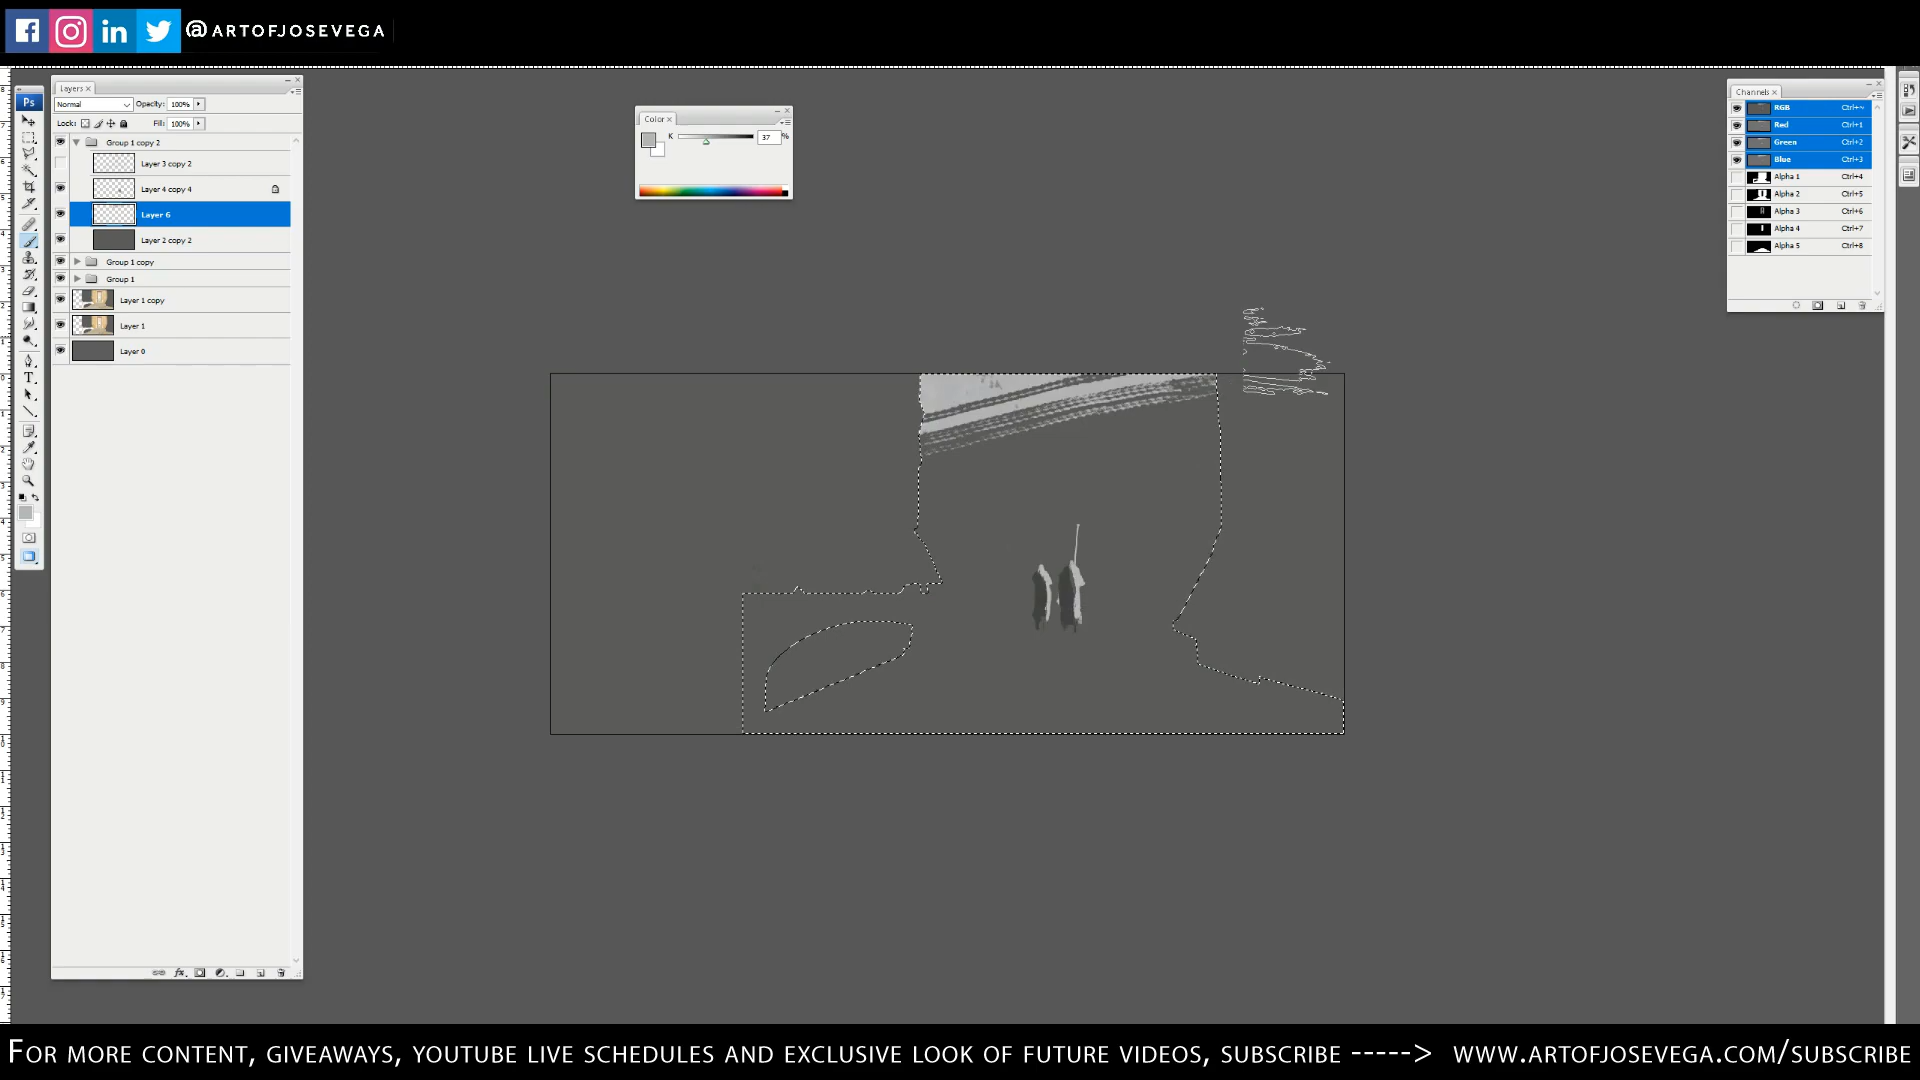 @ARTOFJOSEVEGA
Layers
Normal
Opacity: 100%
Lock:
Fill: 100%
Group 1 copy 2
Layer 3 copy 2
Layer 4 copy 4
Layer 6
Layer 2 copy 2
Group 1 copy
Group 1
Layer 1 copy
Layer 1
Layer 0
Ps
T
Color
K 37 %
Channels
RGB Ctrl+~
Red Ctrl+1
Green Ctrl+2
Blue Ctrl+3
Alpha 1 Ctrl+4
Alpha 2 Ctrl+5
Alpha 3 Ctrl+6
Alpha 4 Ctrl+7
Alpha 5 Ctrl+8
fx
FOR MORE CONTENT, GIVEAWAYS, YOUTUBE LIVE SCHEDULES AND EXCLUSIVE LOOK OF FUTURE VIDEOS, SUBSCRIBE -----> WWW.ARTOFJOSEVEGA.COM/SUBSCRIBE